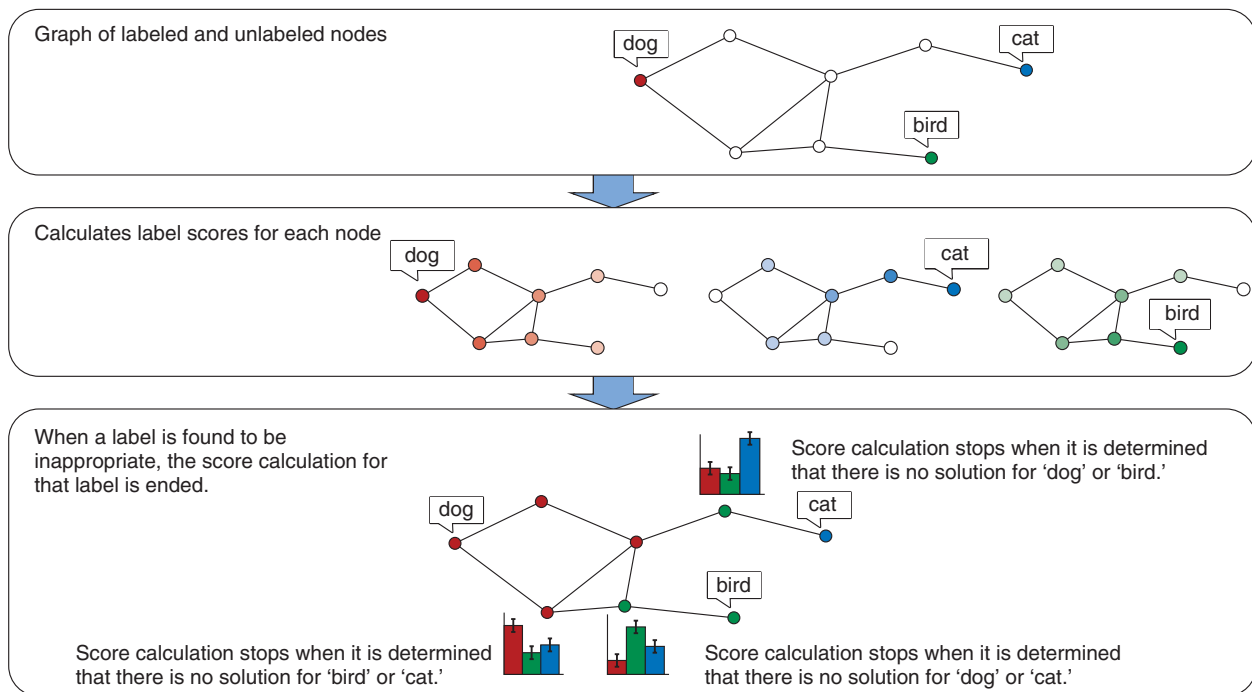 Graph of labeled and unlabeled nodes
dog
cat
bird
Calculates label scores for each node
dog
cat
bird
When a label is found to be
inappropriate, the score calculation for
that label is ended.
Score calculation stops when it is determined
that there is no solution for ‘dog’ or ‘bird.’
dog
cat
bird
Score calculation stops when it is determined
that there is no solution for ‘bird’ or ‘cat.’
Score calculation stops when it is determined
that there is no solution for ‘dog’ or ‘cat.’